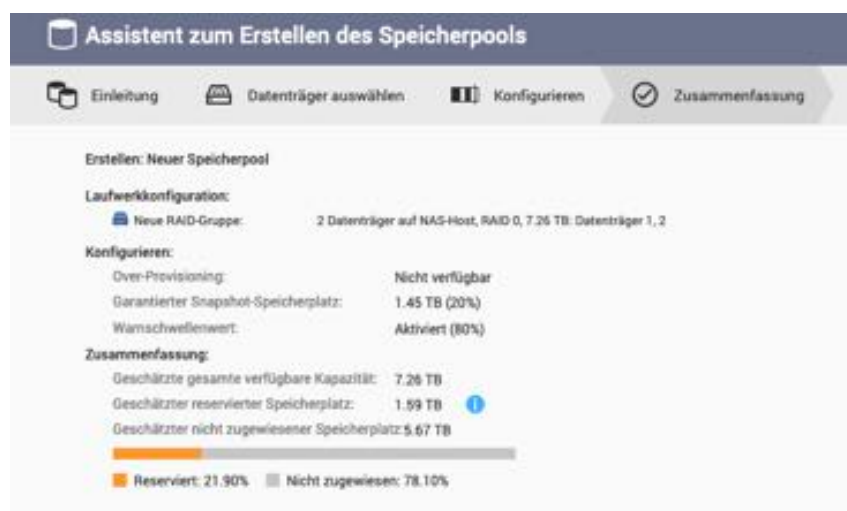 Assistent zum Erstellen des Speicherpools
Einleitung Datenträger auswählen Konfigurieren Zusammenfassung
Erstellen: Neuer Speicherpool
Laufwerkkonfiguration:
Neue RAID-Gruppe: 2 Datenträger auf NAS-Host, RAID 0, 7.26 TB: Datenträger 1, 2
Konfigurieren:
Over-Provisioning: Nicht verfügbar
Garantierter Snapshot-Speicherplatz: 1.45 TB (20%)
Warnschwellenwert: Aktiviert (80%)
Zusammenfassung:
Geschätzte gesamte verfügbare Kapazität: 7.26 TB
Geschätzter reservierter Speicherplatz: 1.59 TB
Geschätzter nicht zugewiesener Speicherplatz: 5.67 TB
Reserviert: 21.90% Nicht zugewiesen: 78.10%